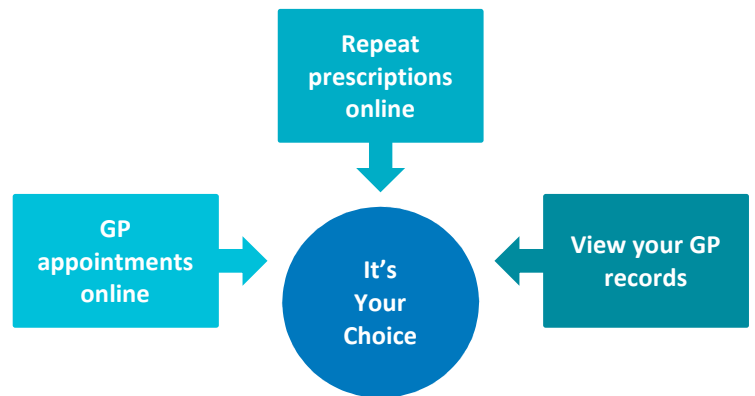 Repeat
prescriptions
online
GP
appointments
online
It’s
Your
Choice
View your GP
records